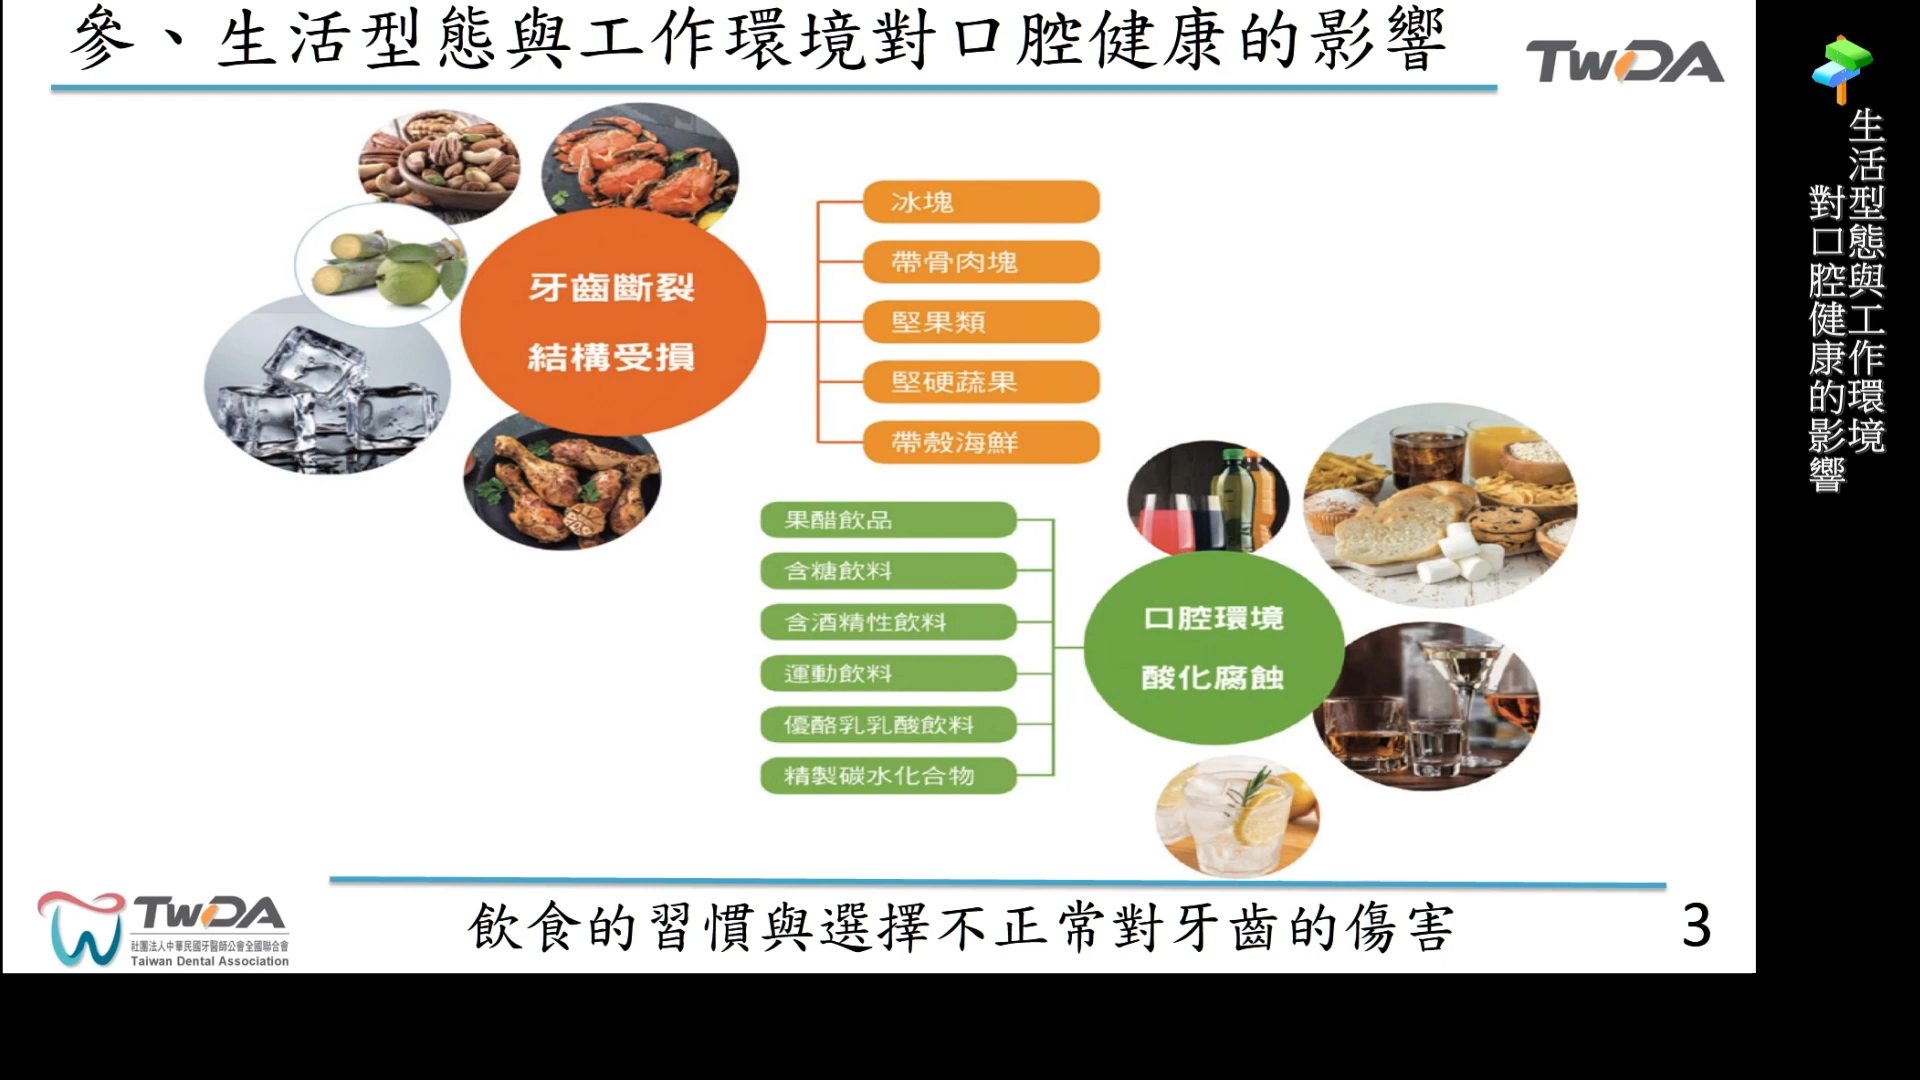 參、生活型態與工作環境對口腔健康的影響
TwDA
牙齒斷裂
結構受損
冰塊
帶骨肉塊
堅果類
堅硬蔬果
帶殼海鮮
果醋飲品
含糖飲料
含酒精性飲料
運動飲料
優酪乳乳酸飲料
精製碳水化合物
口腔環境
酸化腐蝕
TwDA
社團法人中華民國牙醫師公會全國聯合會
Taiwan Dental Association
飲食的習慣與選擇不正常對牙齒的傷害
3
生活型態與工作環境
對口腔健康的影響